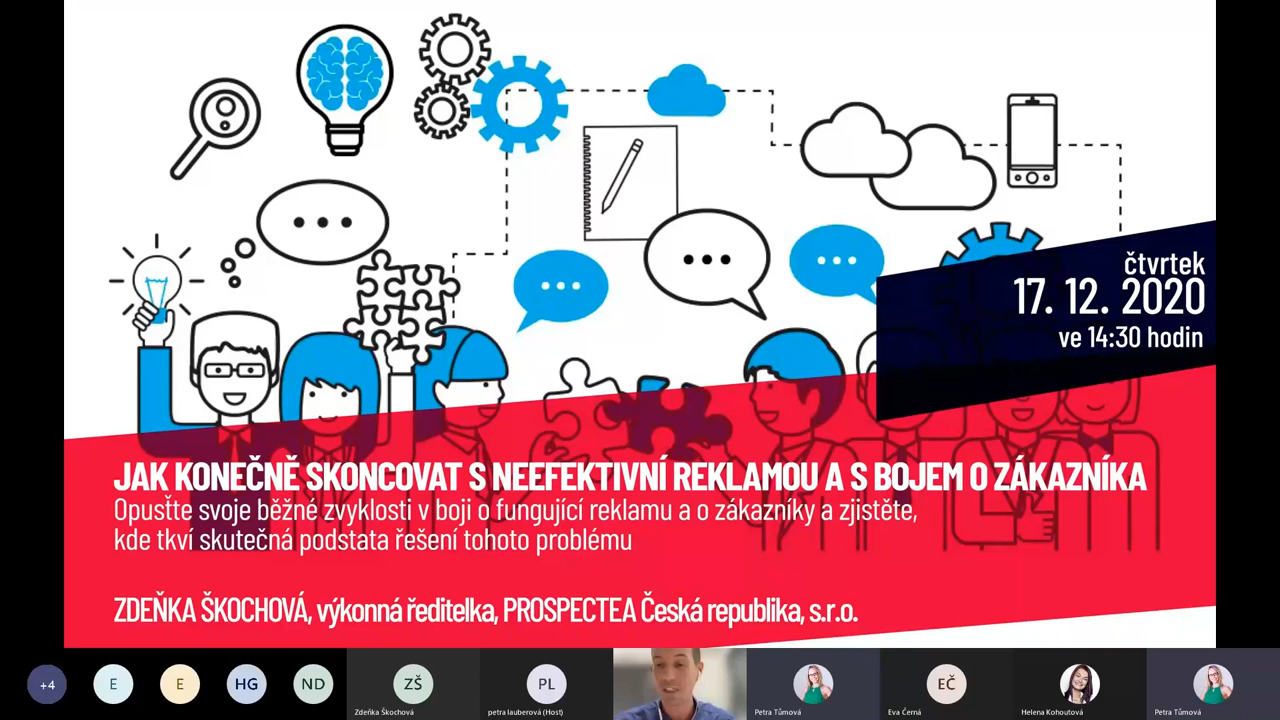 čtvrtek
17. 12. 2020
ve 14:30 hodin
JAK KONEČNĚ SKONCOVAT S NEEFEKTIVNÍ REKLAMOU A S BOJEM O ZÁKAZNÍKA
Opusťte svoje běžné zvyklosti v boji o fungující reklamu a o zákazníky a zjistěte,
kde tkví skutečná podstata řešení tohoto problému
ZDEŇKA ŠKOCHOVÁ, výkonná ředitelka, PROSPECTEA Česká republika, s.r.o.
+4
E
E
HG
ND
ZŠ
PL
EČ
Zdeňka Škochová
petra lauberová (Host)
Petra Tůmová
Eva Černá
Helena Kohoutová
Petra Tůmová